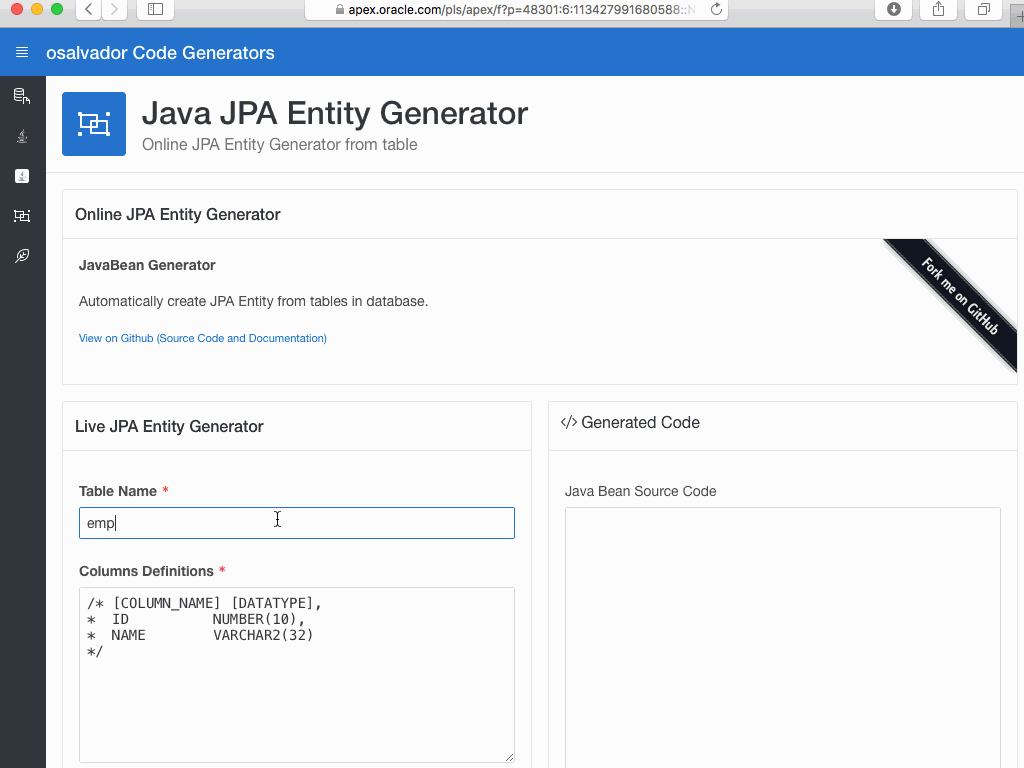 apex.oracle.com/pls/apex/f?p=48301:6:113427991680588::N
osalvador Code Generators
Java JPA Entity Generator
Online JPA Entity Generator from table
Online JPA Entity Generator
JavaBean Generator
Automatically create JPA Entity from tables in database.
View on Github (Source Code and Documentation)
Fork me on GitHub
Live JPA Entity Generator
Table Name *
emp
Columns Definitions *
/* [COLUMN_NAME] [DATATYPE],
*  ID          NUMBER(10),
*  NAME        VARCHAR2(32)
*/
</> Generated Code
Java Bean Source Code